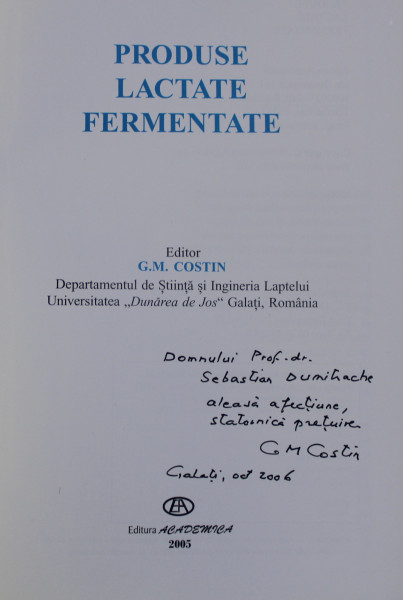 PRODUSE
LACTATE
FERMENTATE
Editor
G.M. COSTIN
Departamentul de Știință și Ingineria Laptelui
Universitatea „Dunărea de Jos“ Galați, România
Domnului Prof. dr.
Sebastian Dumitrache
aleasă afecțiune,
statornică prețuire
GM Costin
Galați, oct 2006
EA
Editura ACADEMICA
2005